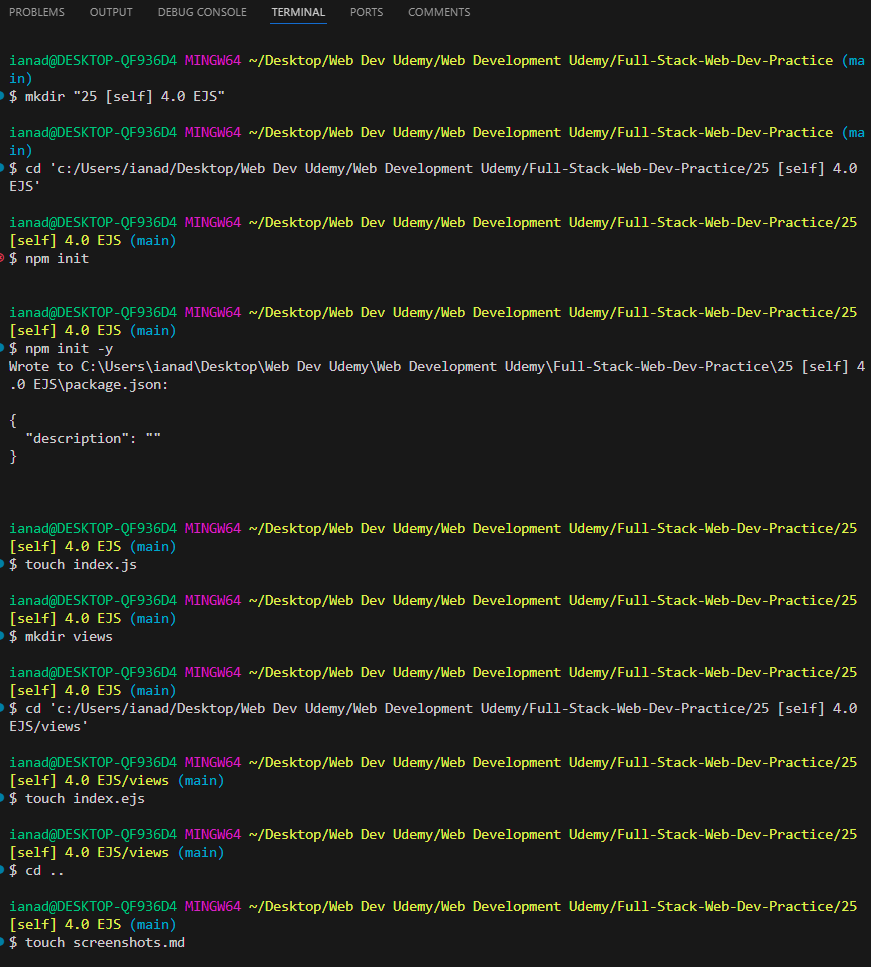 PROBLEMS OUTPUT DEBUG CONSOLE TERMINAL PORTS COMMENTS
ianad@DESKTOP-QF936D4 MINGW64 ~/Desktop/Web Dev Udemy/Web Development Udemy/Full-Stack-Web-Dev-Practice (ma
in)
$ mkdir "25 [self] 4.0 EJS"
ianad@DESKTOP-QF936D4 MINGW64 ~/Desktop/Web Dev Udemy/Web Development Udemy/Full-Stack-Web-Dev-Practice (ma
in)
$ cd 'c:/Users/ianad/Desktop/Web Dev Udemy/Web Development Udemy/Full-Stack-Web-Dev-Practice/25 [self] 4.0
EJS'
ianad@DESKTOP-QF936D4 MINGW64 ~/Desktop/Web Dev Udemy/Web Development Udemy/Full-Stack-Web-Dev-Practice/25
[self] 4.0 EJS (main)
$ npm init
ianad@DESKTOP-QF936D4 MINGW64 ~/Desktop/Web Dev Udemy/Web Development Udemy/Full-Stack-Web-Dev-Practice/25
[self] 4.0 EJS (main)
$ npm init -y
Wrote to C:\Users\ianad\Desktop\Web Dev Udemy\Web Development Udemy\Full-Stack-Web-Dev-Practice\25 [self] 4
.0 EJS\package.json:
{
"description": ""
}
ianad@DESKTOP-QF936D4 MINGW64 ~/Desktop/Web Dev Udemy/Web Development Udemy/Full-Stack-Web-Dev-Practice/25
[self] 4.0 EJS (main)
$ touch index.js
ianad@DESKTOP-QF936D4 MINGW64 ~/Desktop/Web Dev Udemy/Web Development Udemy/Full-Stack-Web-Dev-Practice/25
[self] 4.0 EJS (main)
$ mkdir views
ianad@DESKTOP-QF936D4 MINGW64 ~/Desktop/Web Dev Udemy/Web Development Udemy/Full-Stack-Web-Dev-Practice/25
[self] 4.0 EJS (main)
$ cd 'c:/Users/ianad/Desktop/Web Dev Udemy/Web Development Udemy/Full-Stack-Web-Dev-Practice/25 [self] 4.0
EJS/views'
ianad@DESKTOP-QF936D4 MINGW64 ~/Desktop/Web Dev Udemy/Web Development Udemy/Full-Stack-Web-Dev-Practice/25
[self] 4.0 EJS/views (main)
$ touch index.ejs
ianad@DESKTOP-QF936D4 MINGW64 ~/Desktop/Web Dev Udemy/Web Development Udemy/Full-Stack-Web-Dev-Practice/25
[self] 4.0 EJS/views (main)
$ cd ..
ianad@DESKTOP-QF936D4 MINGW64 ~/Desktop/Web Dev Udemy/Web Development Udemy/Full-Stack-Web-Dev-Practice/25
[self] 4.0 EJS (main)
$ touch screenshots.md